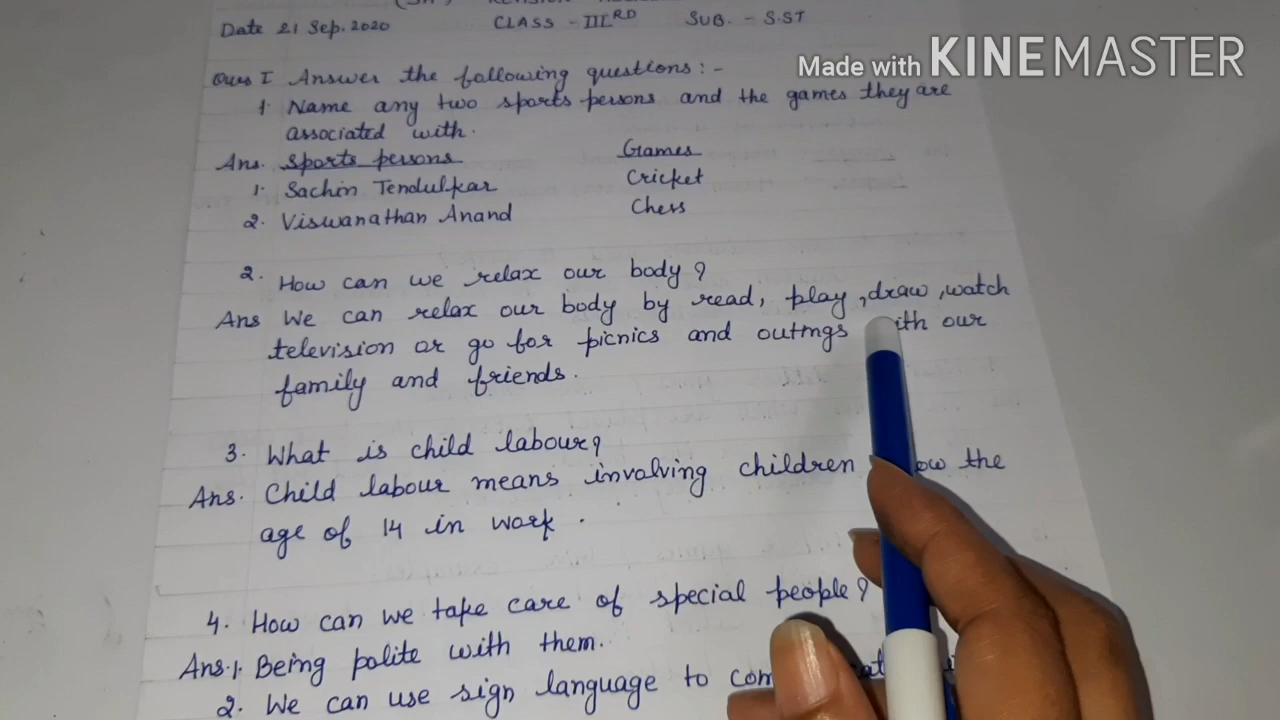 Date 21 Sep. 2020 CLASS - III RD SUB. - S.ST
Made with KINEMASTER
Ques I Answer the following questions :-
1. Name any two sports persons and the games they are
associated with.
Ans. Sports persons Games
1. Sachin Tendulkar Cricket
2. Viswanathan Anand Chess
2. How can we relax our body ?
Ans We can relax our body by read, play, draw, watch
television or go for picnics and outings with our
family and friends.
3. What is child labour?
Ans. Child labour means involving children the
age of 14 in work.
4. How can we take care of special people ?
Ans. 1. Being polite with them.
2. We can use sign language to